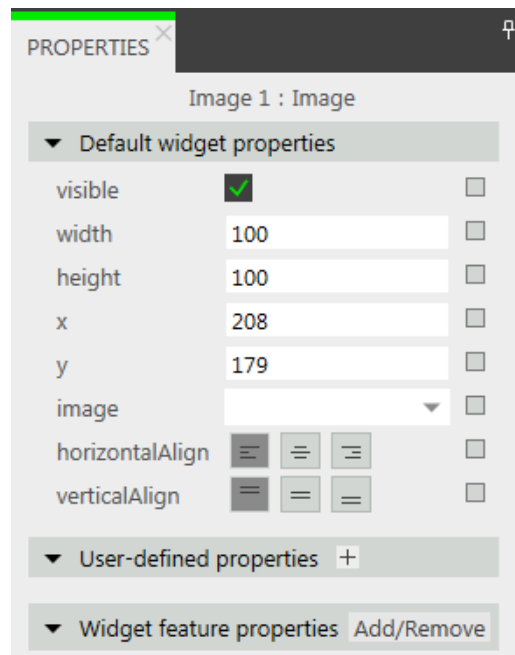 PROPERTIES
Image 1 : Image
Default widget properties
visible
width 100
height 100
x 208
y 179
image
horizontalAlign
verticalAlign
User-defined properties +
Widget feature properties Add/Remove